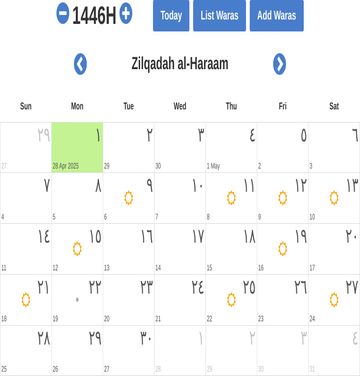 1446H Today List Waras Add Waras
Zilqadah al-Haraam
Sun Mon Tue Wed Thu Fri Sat
٢٩ ١ ٢ ٣ ٤ ٥ ٦
27 28 Apr 2025 29 30 1 May 2 3
٧ ٨ ٩ ١٠ ١١ ١٢ ١٣
4 5 6 7 8 9 10
١٤ ١٥ ١٦ ١٧ ١٨ ١٩ ٢٠
11 12 13 14 15 16 17
٢١ ٢٢ ٢٣ ٢٤ ٢٥ ٢٦ ٢٧
18 19 20 21 22 23 24
٢٨ ٢٩ ٣٠ ١ ٢ ٣ ٤
25 26 27 28 29 30 31